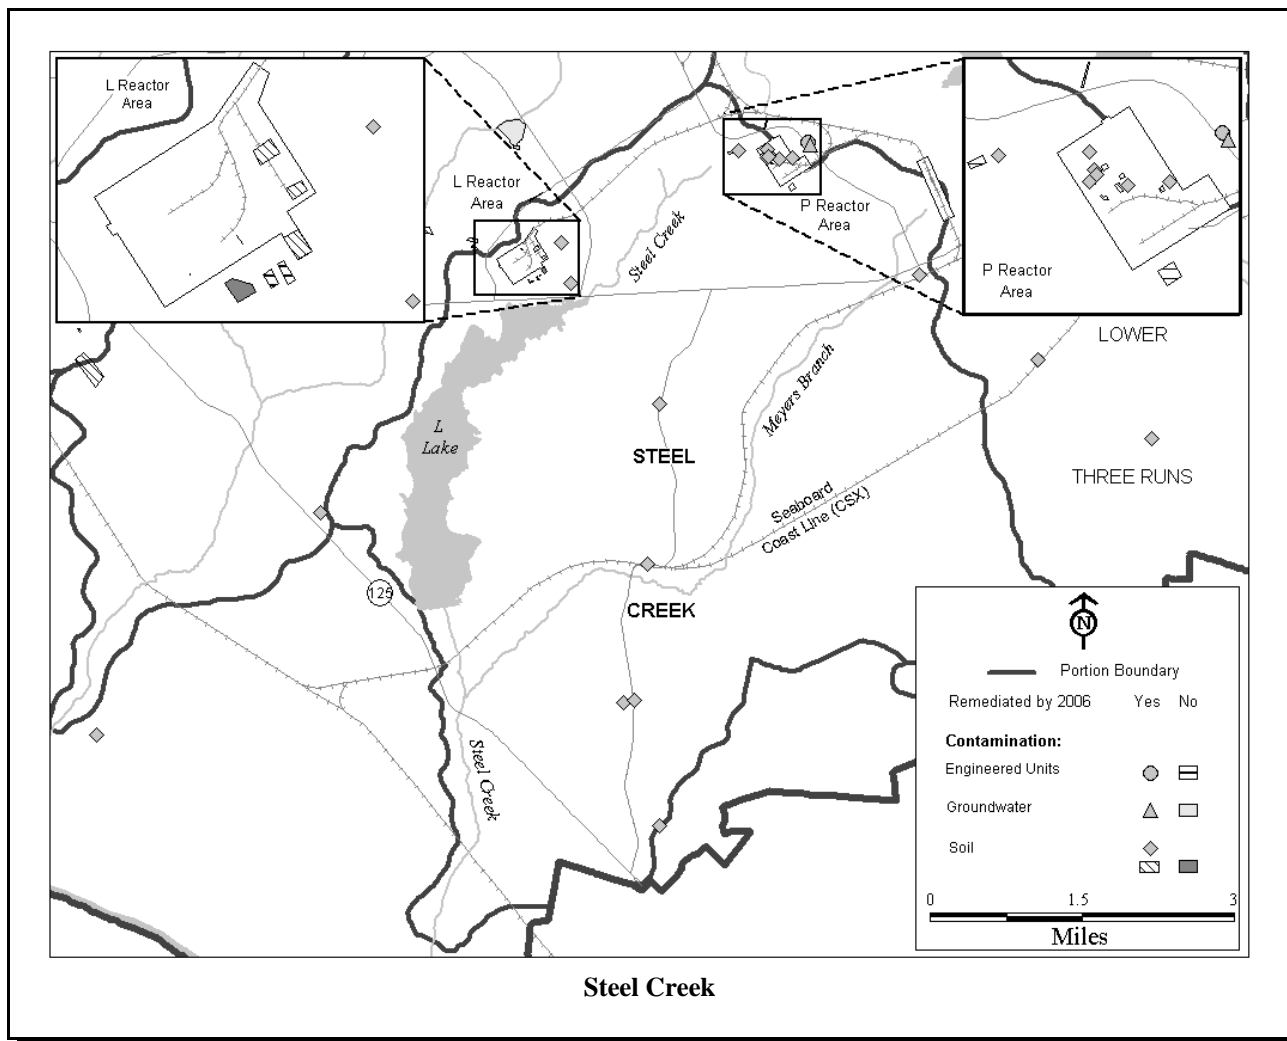 L Reactor
Area
L Reactor
Area
P Reactor
Area
P Reactor
Area
Steel Creek
Meyers Branch
LOWER
THREE RUNS
L
Lake
STEEL
CREEK
Seaboard
Coast Line (CSX)
125
Steel Creek
N
Portion Boundary
Remediated by 2006 Yes No
Contamination:
Engineered Units
Groundwater
Soil
0 1.5 3
Miles
Steel Creek